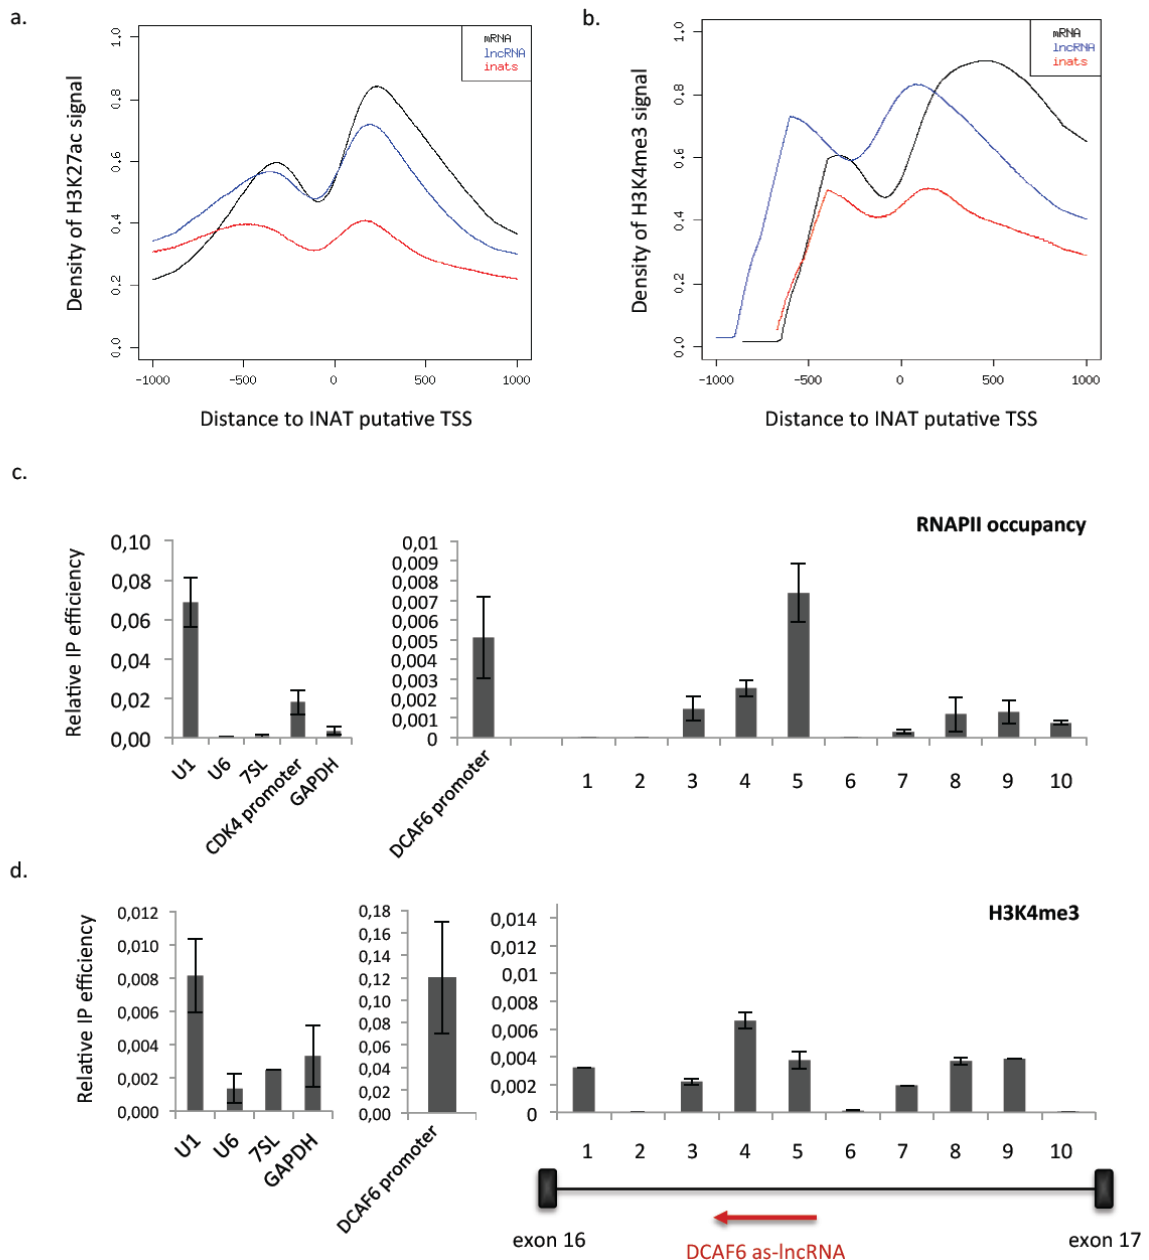 a.
Density of H3K27ac signal
1.0
0.8
0.6
0.4
0.2
0.0
mRNA
lncRNA
inats
-1000
-500
0
500
1000
Distance to INAT putative TSS
b.
Density of H3K4me3 signal
1.0
0.8
0.6
0.4
0.2
0.0
mRNA
lncRNA
inats
-1000
-500
0
500
1000
Distance to INAT putative TSS
c.
RNAPII occupancy
Relative IP efficiency
0,10
0,08
0,06
0,04
0,02
0,00
U1
U6
7SL
CDK4 promoter
GAPDH
0,01
0,009
0,008
0,007
0,006
0,005
0,004
0,003
0,002
0,001
0
DCAF6 promoter
1 2 3 4 5 6 7 8 9 10
d.
H3K4me3
Relative IP efficiency
0,012
0,010
0,008
0,006
0,004
0,002
0,000
U1
U6
7SL
GAPDH
0,18
0,16
0,14
0,12
0,10
0,08
0,06
0,04
0,02
0,00
DCAF6 promoter
0,014
0,012
0,01
0,008
0,006
0,004
0,002
0
1 2 3 4 5 6 7 8 9 10
exon 16
exon 17
DCAF6 as-lncRNA